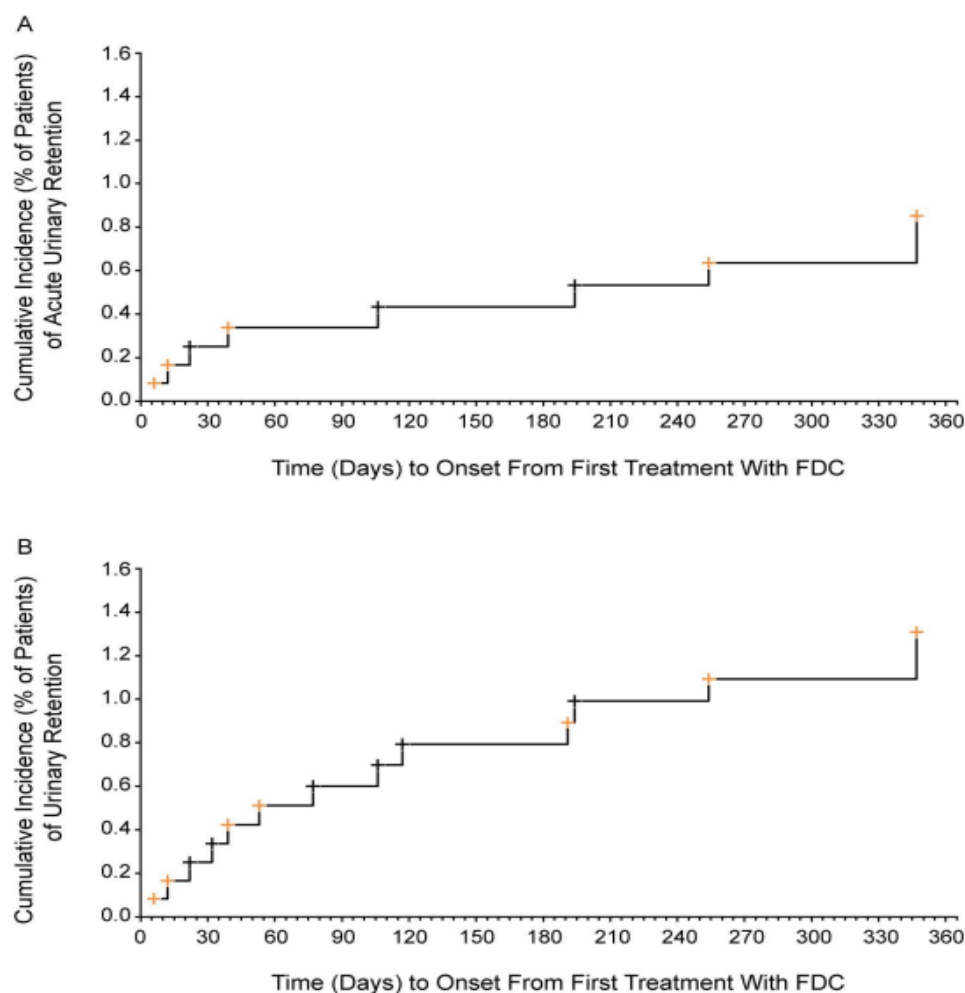 A
Cumulative Incidence (% of Patients)
of Acute Urinary Retention
1.6
1.4
1.2
1.0
0.8
0.6
0.4
0.2
0.0
0 30 60 90 120 150 180 210 240 270 300 330 360
Time (Days) to Onset From First Treatment With FDC
B
Cumulative Incidence (% of Patients)
of Urinary Retention
1.6
1.4
1.2
1.0
0.8
0.6
0.4
0.2
0.0
0 30 60 90 120 150 180 210 240 270 300 330 360
Time (Days) to Onset From First Treatment With FDC